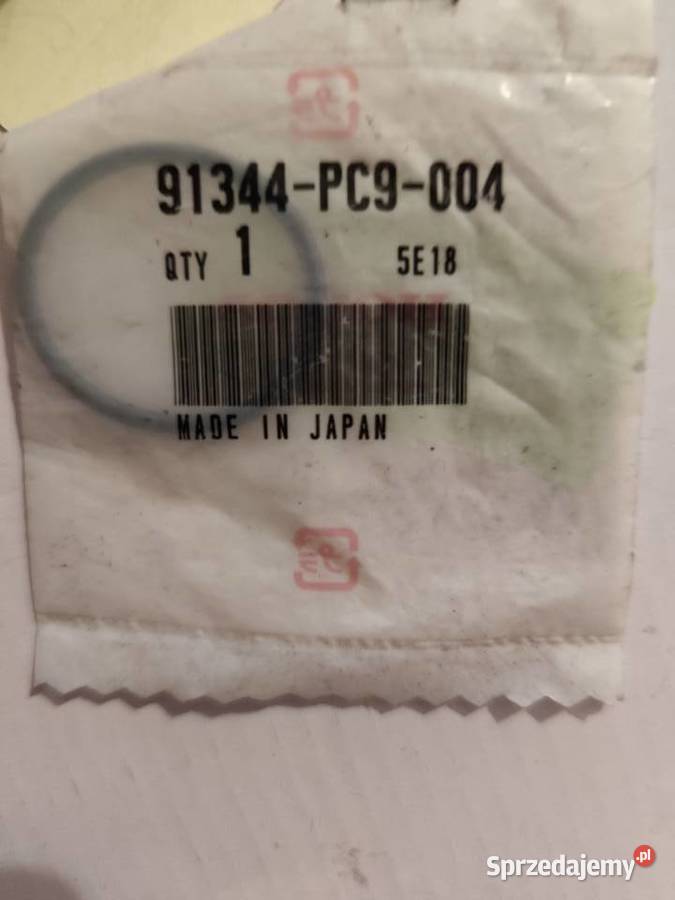 91344-PC9-004
QTY 1 5E18
MADE IN JAPAN
Sprzedajemy.pl